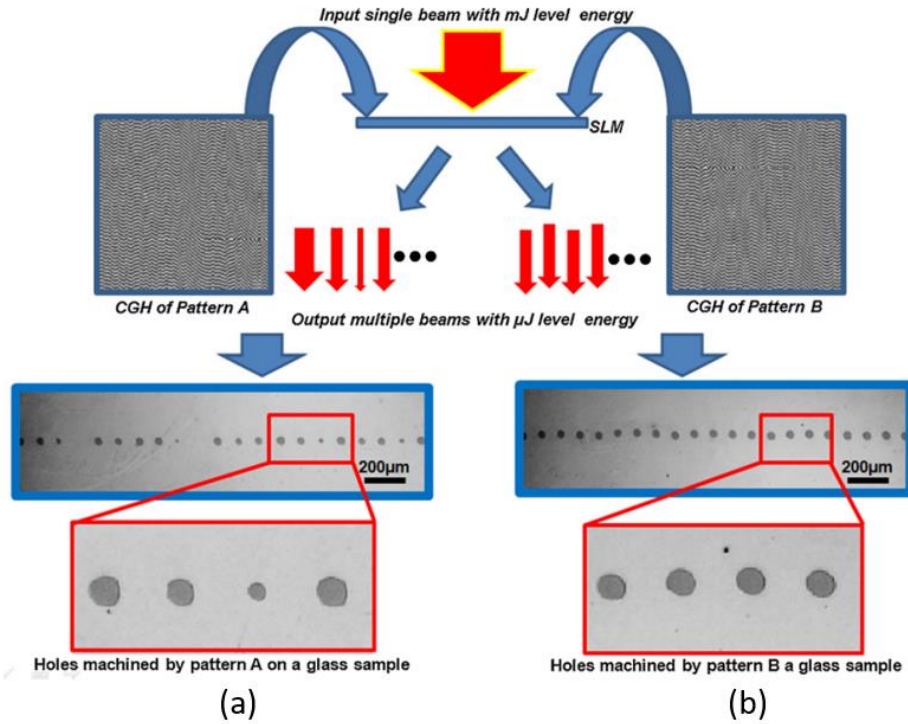 Input single beam with mJ level energy
SLM
CGH of Pattern A
CGH of Pattern B
Output multiple beams with µJ level energy
200µm
200µm
Holes machined by pattern A on a glass sample
Holes machined by pattern B a glass sample
(a)
(b)